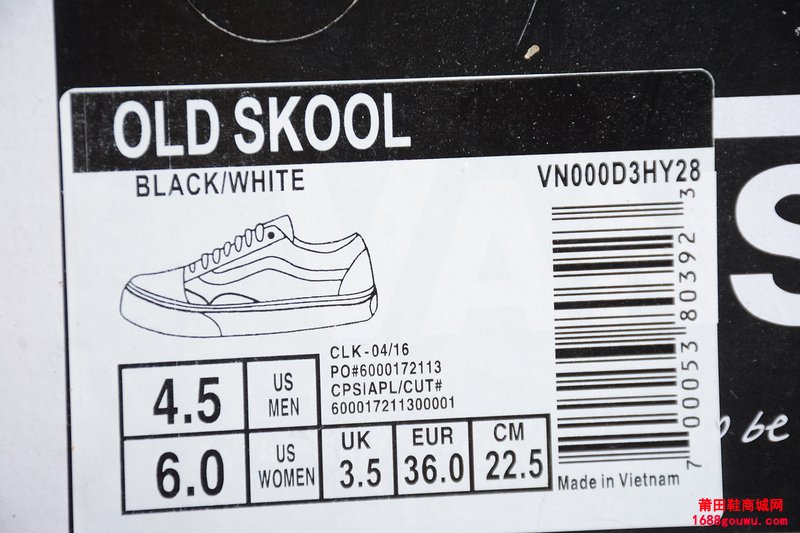 OLD SKOOL
BLACK/WHITE
VN000D3HY28
CLK-04/16
PO#6000172113
CPSIAPL/CUT#
600017211300001
4.5 US MEN
6.0 US WOMEN
UK 3.5
EUR 36.0
CM 22.5
7 00053 80392 3
Made in Vietnam
S
be
莆田鞋商城网
1688gouwu.com